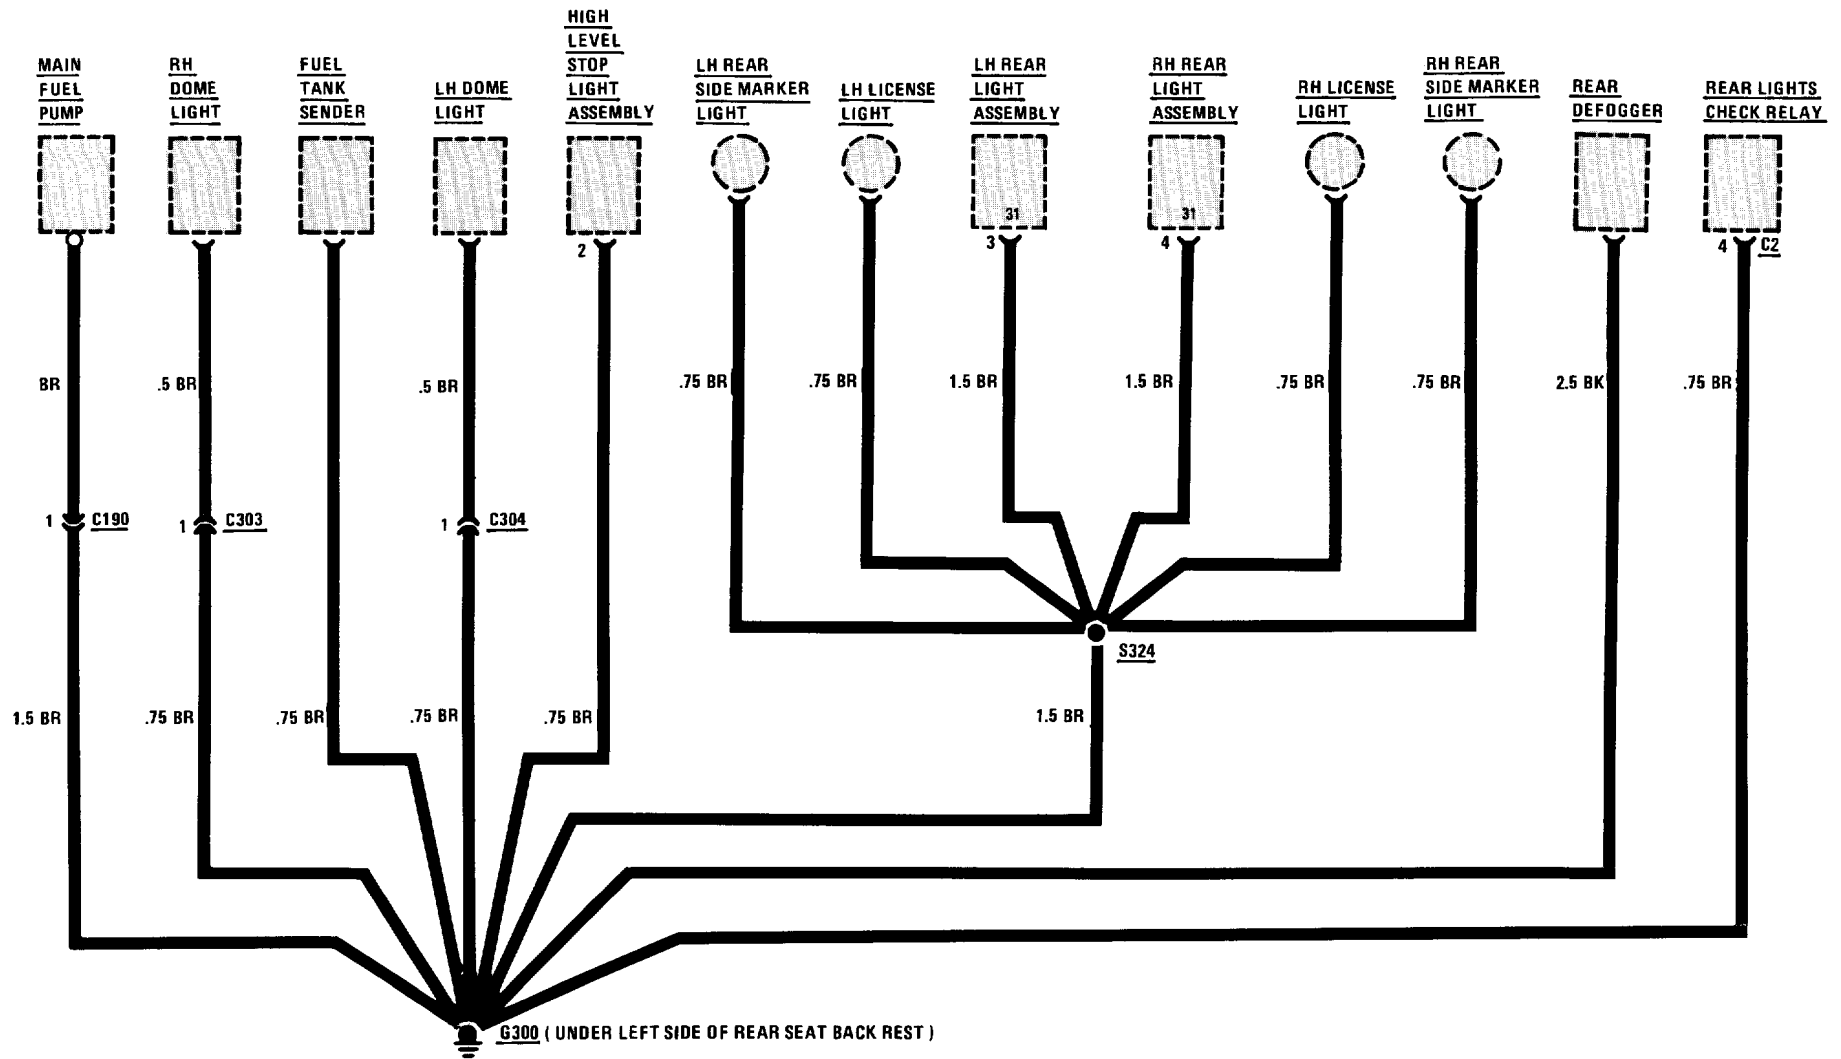 MAIN
FUEL
PUMP
RH
DOME
LIGHT
FUEL
TANK
SENDER
LH DOME
LIGHT
HIGH
LEVEL
STOP
LIGHT
ASSEMBLY
LH REAR
SIDE MARKER
LIGHT
LH LICENSE
LIGHT
LH REAR
LIGHT
ASSEMBLY
RH REAR
LIGHT
ASSEMBLY
RH LICENSE
LIGHT
RH REAR
SIDE MARKER
LIGHT
REAR
DEFOGGER
REAR LIGHTS
CHECK RELAY
31
31
2
3
4
4 C2
BR
.5 BR
.5 BR
.75 BR
.75 BR
1.5 BR
1.5 BR
.75 BR
.75 BR
2.5 BK
.75 BR
1 C190
1 C303
1 C304
S324
1.5 BR
.75 BR
.75 BR
.75 BR
.75 BR
1.5 BR
G300 ( UNDER LEFT SIDE OF REAR SEAT BACK REST )